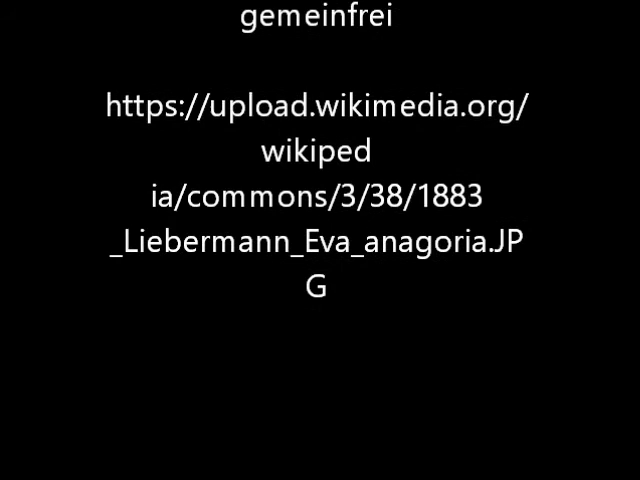 gemeinfrei
https://upload.wikimedia.org/
wikiped
ia/commons/3/38/1883
_Liebermann_Eva_anagoria.JP
G